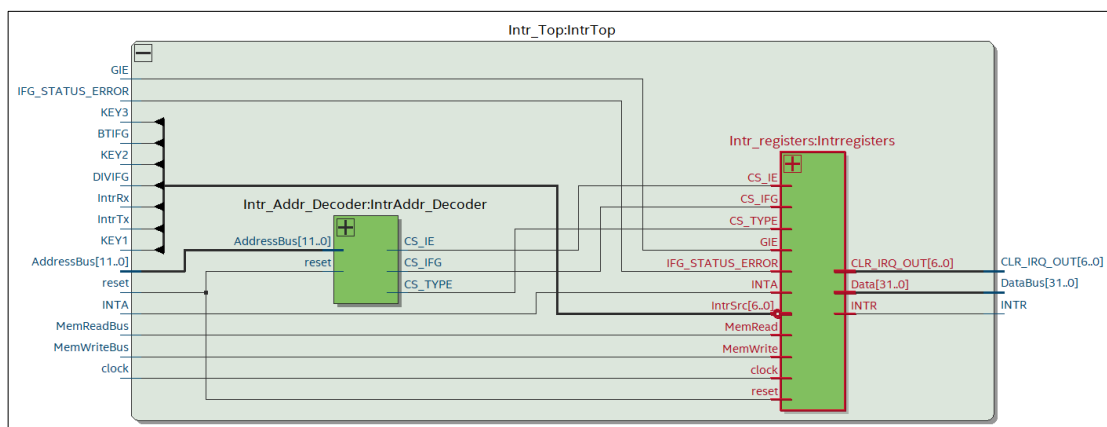 Intr_Top:IntrTop
GIE
IFG_STATUS_ERROR
KEY3
BTIFG
KEY2
DIVIFG
IntrRx
IntrTx
KEY1
AddressBus[11..0]
reset
INTA
MemReadBus
MemWriteBus
clock
Intr_Addr_Decoder:IntrAddr_Decoder
AddressBus[11..0]
reset
CS_IE
CS_IFG
CS_TYPE
Intr_registers:Intrregisters
CS_IE
CS_IFG
CS_TYPE
GIE
IFG_STATUS_ERROR
INTA
IntrSrc[6..0]
MemRead
MemWrite
clock
reset
CLR_IRQ_OUT[6..0]
Data[31..0]
INTR
CLR_IRQ_OUT[6..0]
DataBus[31..0]
INTR